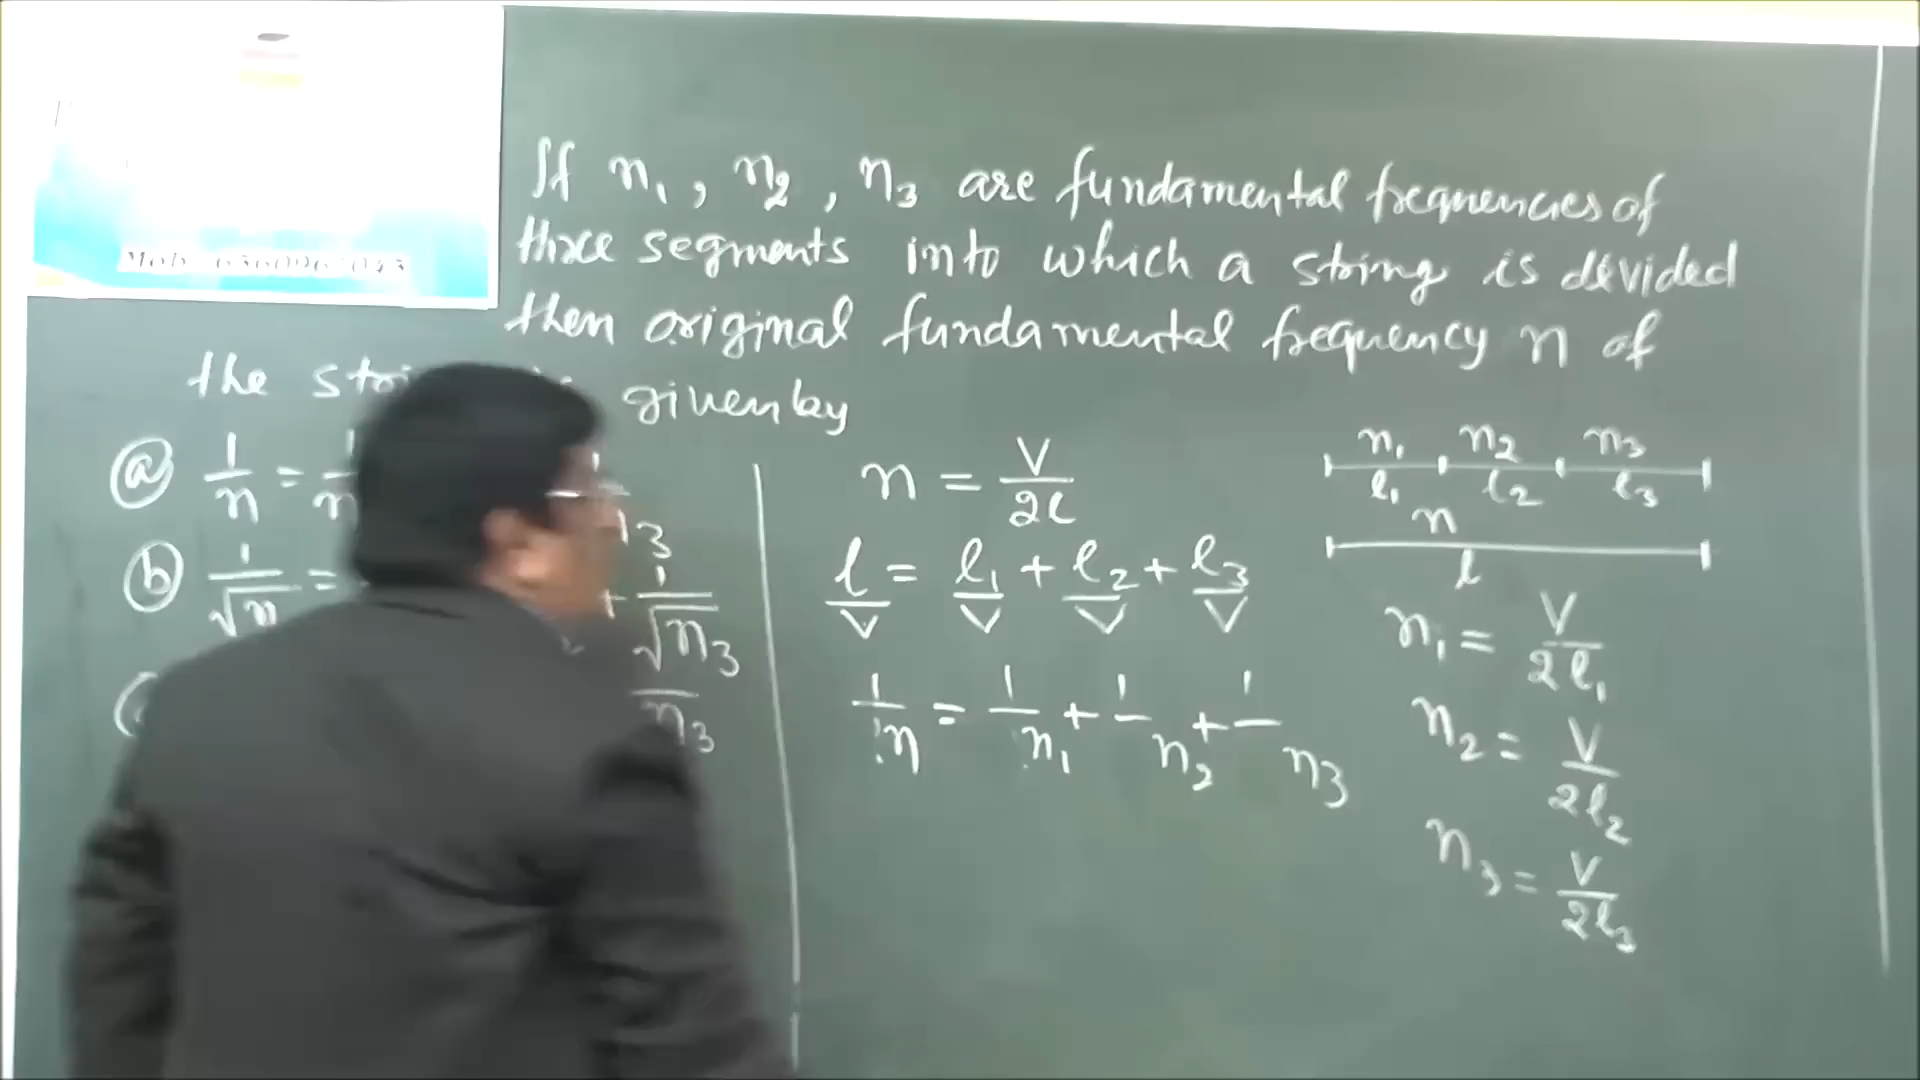 If n₁, n₂, n₃ are fundamental frequencies of
three segments into which a string is divided
then original fundamental frequency n of
the given by
(a) 1/n = 1/
(b) 1/√n = + 1/√n₃
n₃
n = V/2l
l/V = l₁/V + l₂/V + l₃/V
1/n = 1/n₁ + 1/n₂ + 1/n₃
n₁ n₂ n₃
l₁ l₂ l₃
n
l
n₁ = V/2l₁
n₂ = V/2l₂
n₃ = V/2l₃